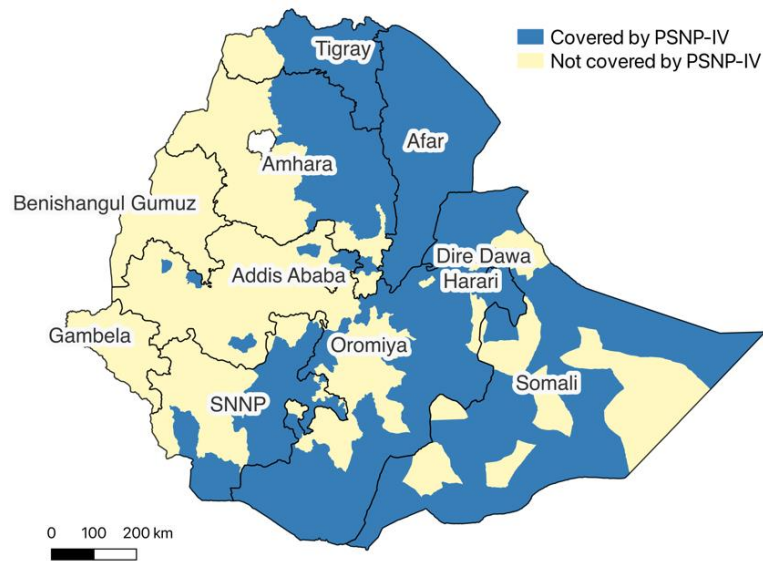 Tigray
Covered by PSNP-IV
Not covered by PSNP-IV
Afar
Amhara
Benishangul Gumuz
Dire Dawa
Addis Ababa
Harari
Gambela
Oromiya
Somali
SNNP
0 100 200 km